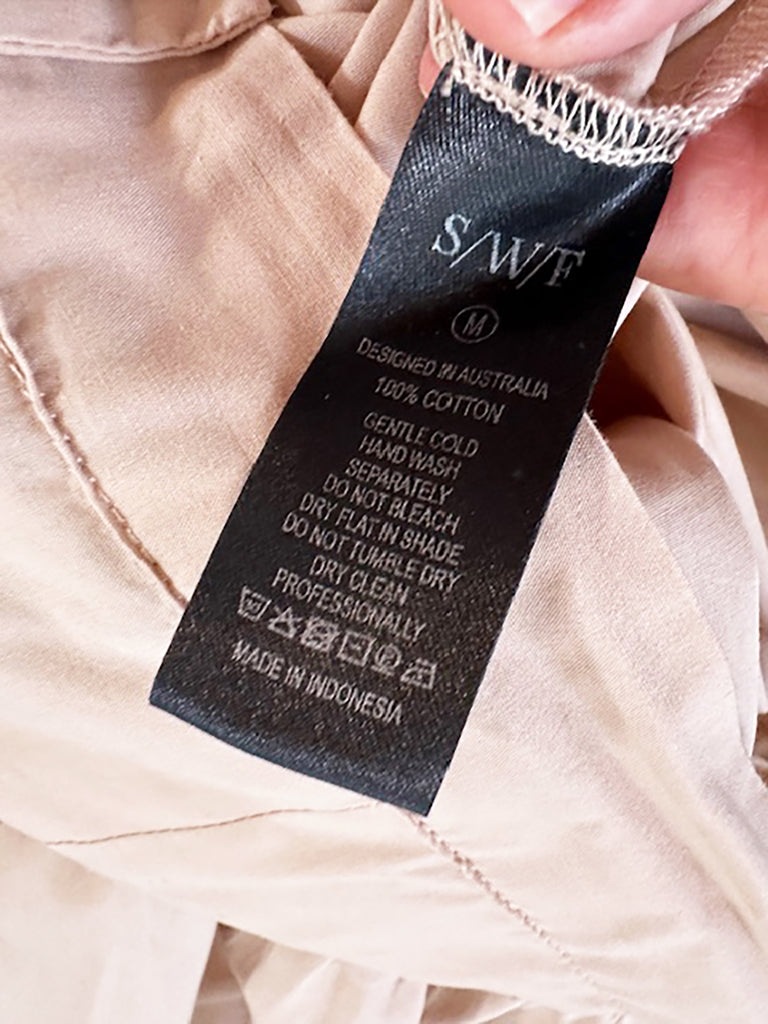 S/W/F
M
DESIGNED IN AUSTRALIA
100% COTTON
GENTLE COLD
HAND WASH
SEPARATELY
DO NOT BLEACH
DRY FLAT IN SHADE
DO NOT TUMBLE DRY
DRY CLEAN
PROFESSIONALLY
MADE IN INDONESIA